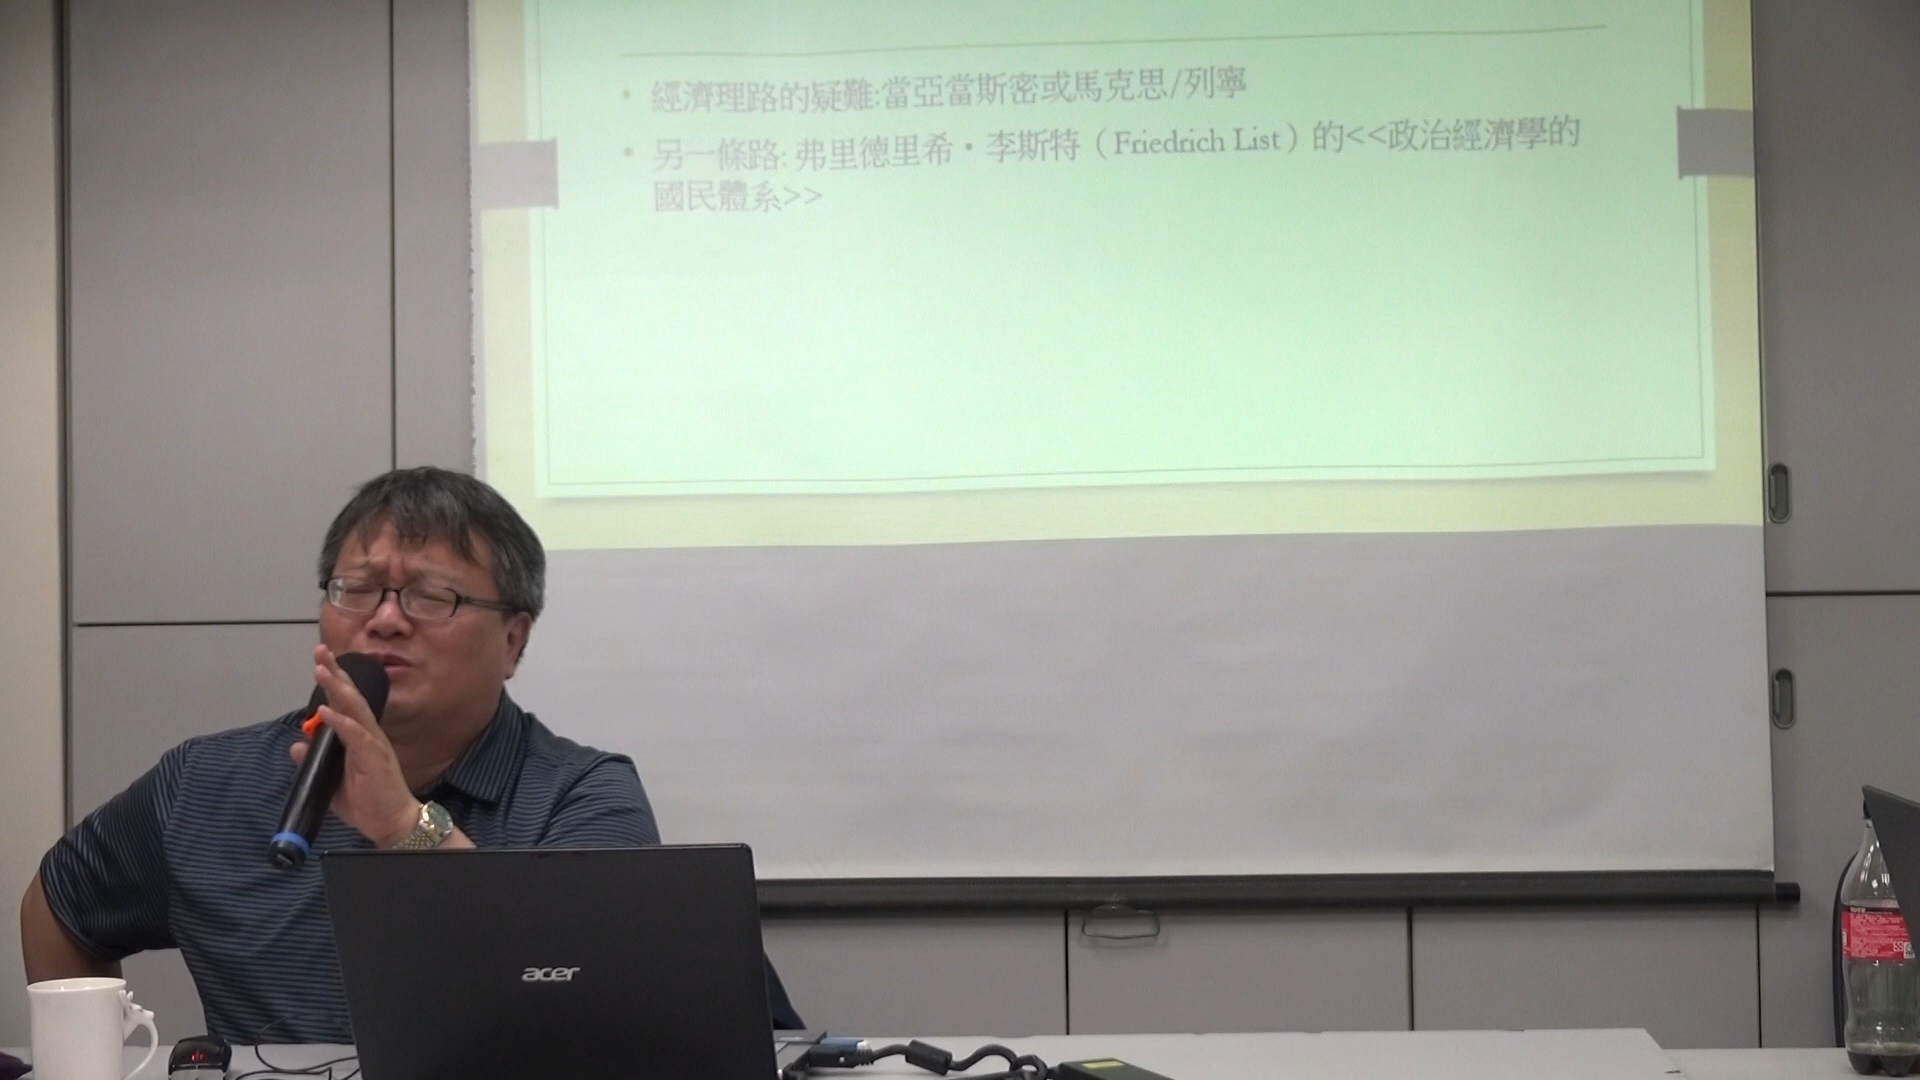 • 經濟理路的疑難:當亞當斯密或馬克思/列寧
• 另一條路: 弗里德里希・李斯特（Friedrich List）的<<政治經濟學的
國民體系>>
acer